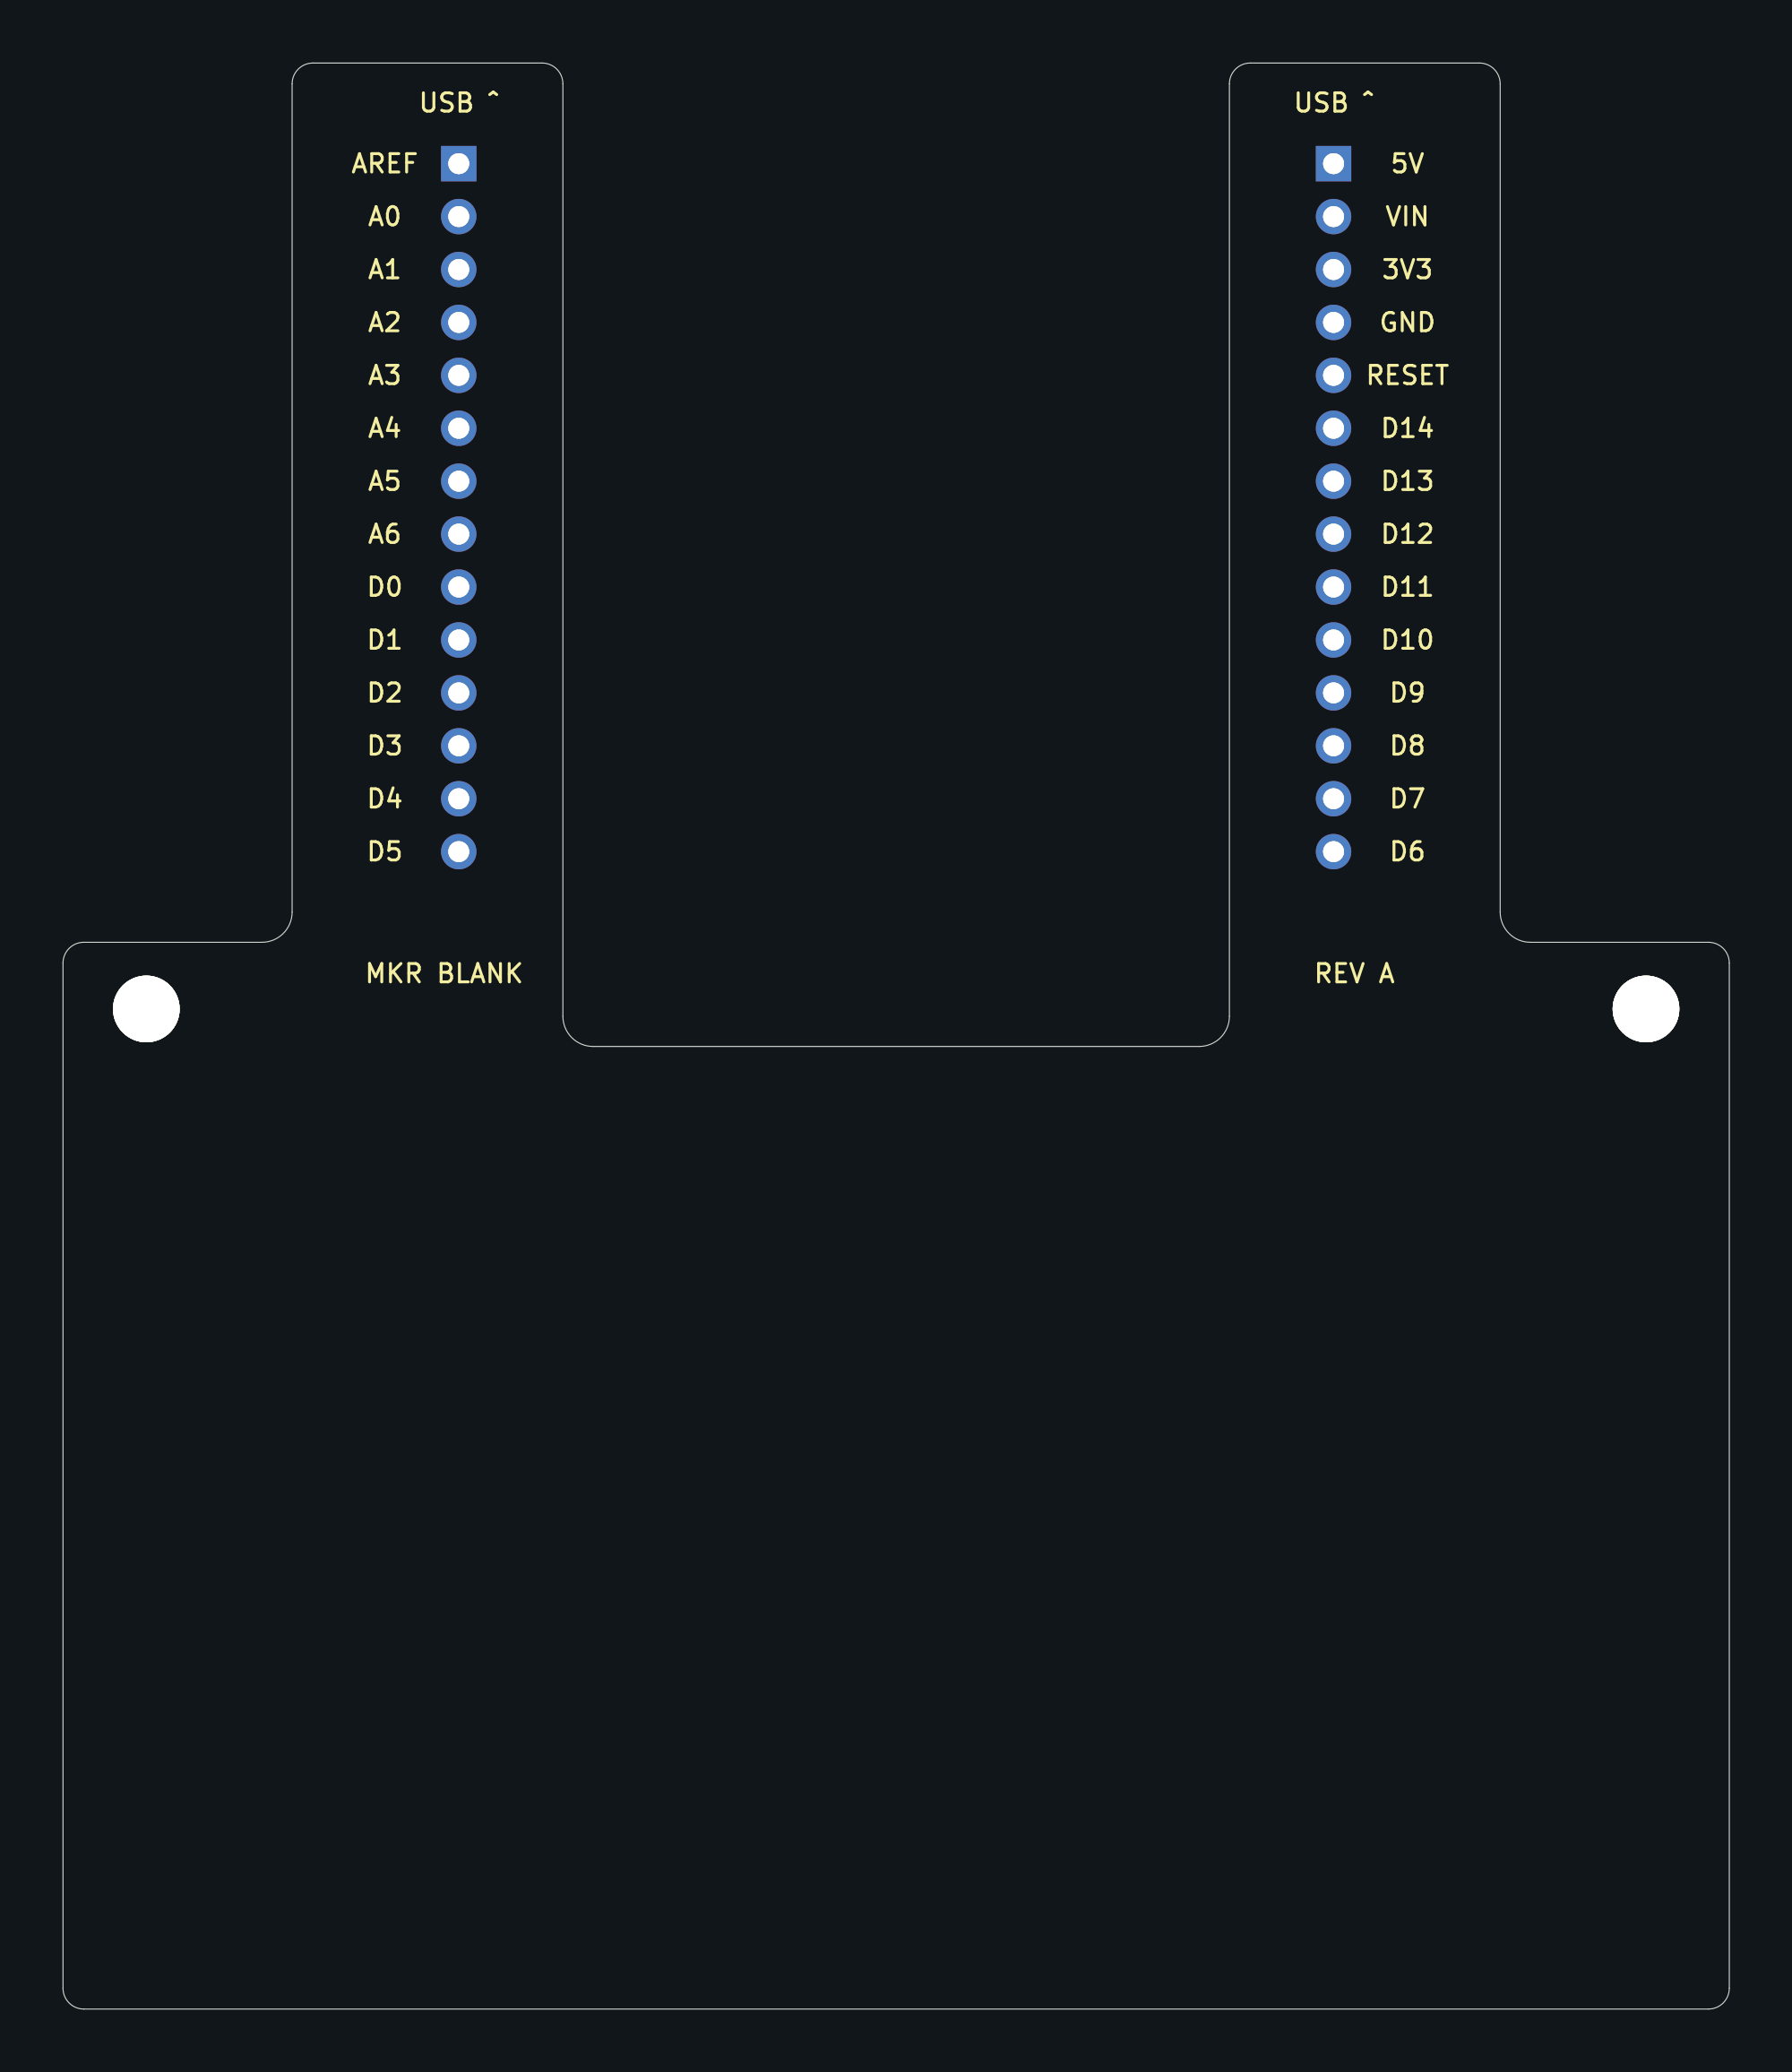 USB ^
USB ^
AREF
5V
A0
VIN
A1
3V3
A2
GND
A3
RESET
A4
D14
A5
D13
A6
D12
D0
D11
D1
D10
D2
D9
D3
D8
D4
D7
D5
D6
MKR BLANK
REV A